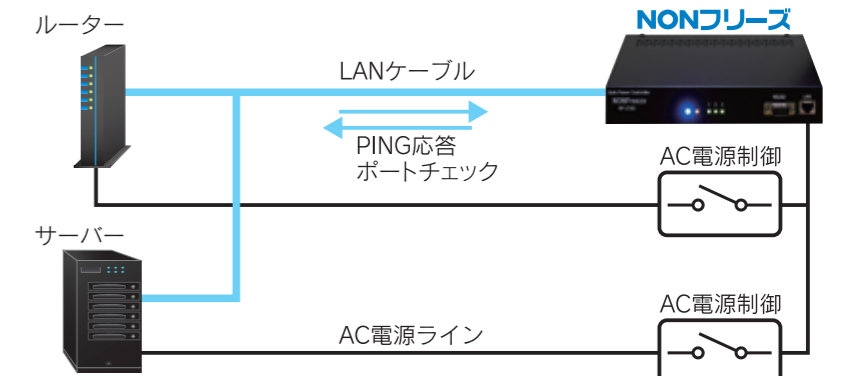 ルーター
NONフリーズ
LANケーブル
PING応答
ポートチェック
AC電源制御
サーバー
AC電源制御
AC電源ライン